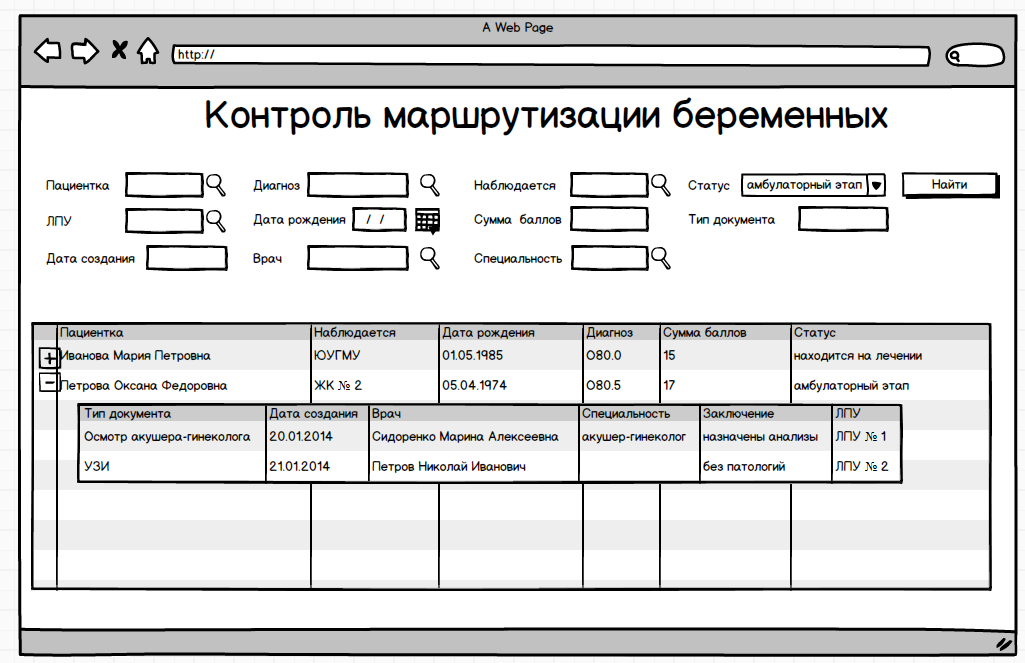 A Web Page
http://
Контроль маршрутизации беременных
Пациентка Диагноз Наблюдается Статус амбулаторный этап Найти
ЛПУ Дата рождения / / Сумма баллов Тип документа
Дата создания Врач Специальность
Пациентка Наблюдается Дата рождения Диагноз Сумма баллов Статус
+ Иванова Мария Петровна ЮУГМУ 01.05.1985 О80.0 15 находится на лечении
− Петрова Оксана Федоровна ЖК № 2 05.04.1974 О80.5 17 амбулаторный этап
Тип документа Дата создания Врач Специальность Заключение ЛПУ
Осмотр акушера-гинеколога 20.01.2014 Сидоренко Марина Алексеевна акушер-гинеколог назначены анализы ЛПУ № 1
УЗИ 21.01.2014 Петров Николай Иванович без патологий ЛПУ № 2